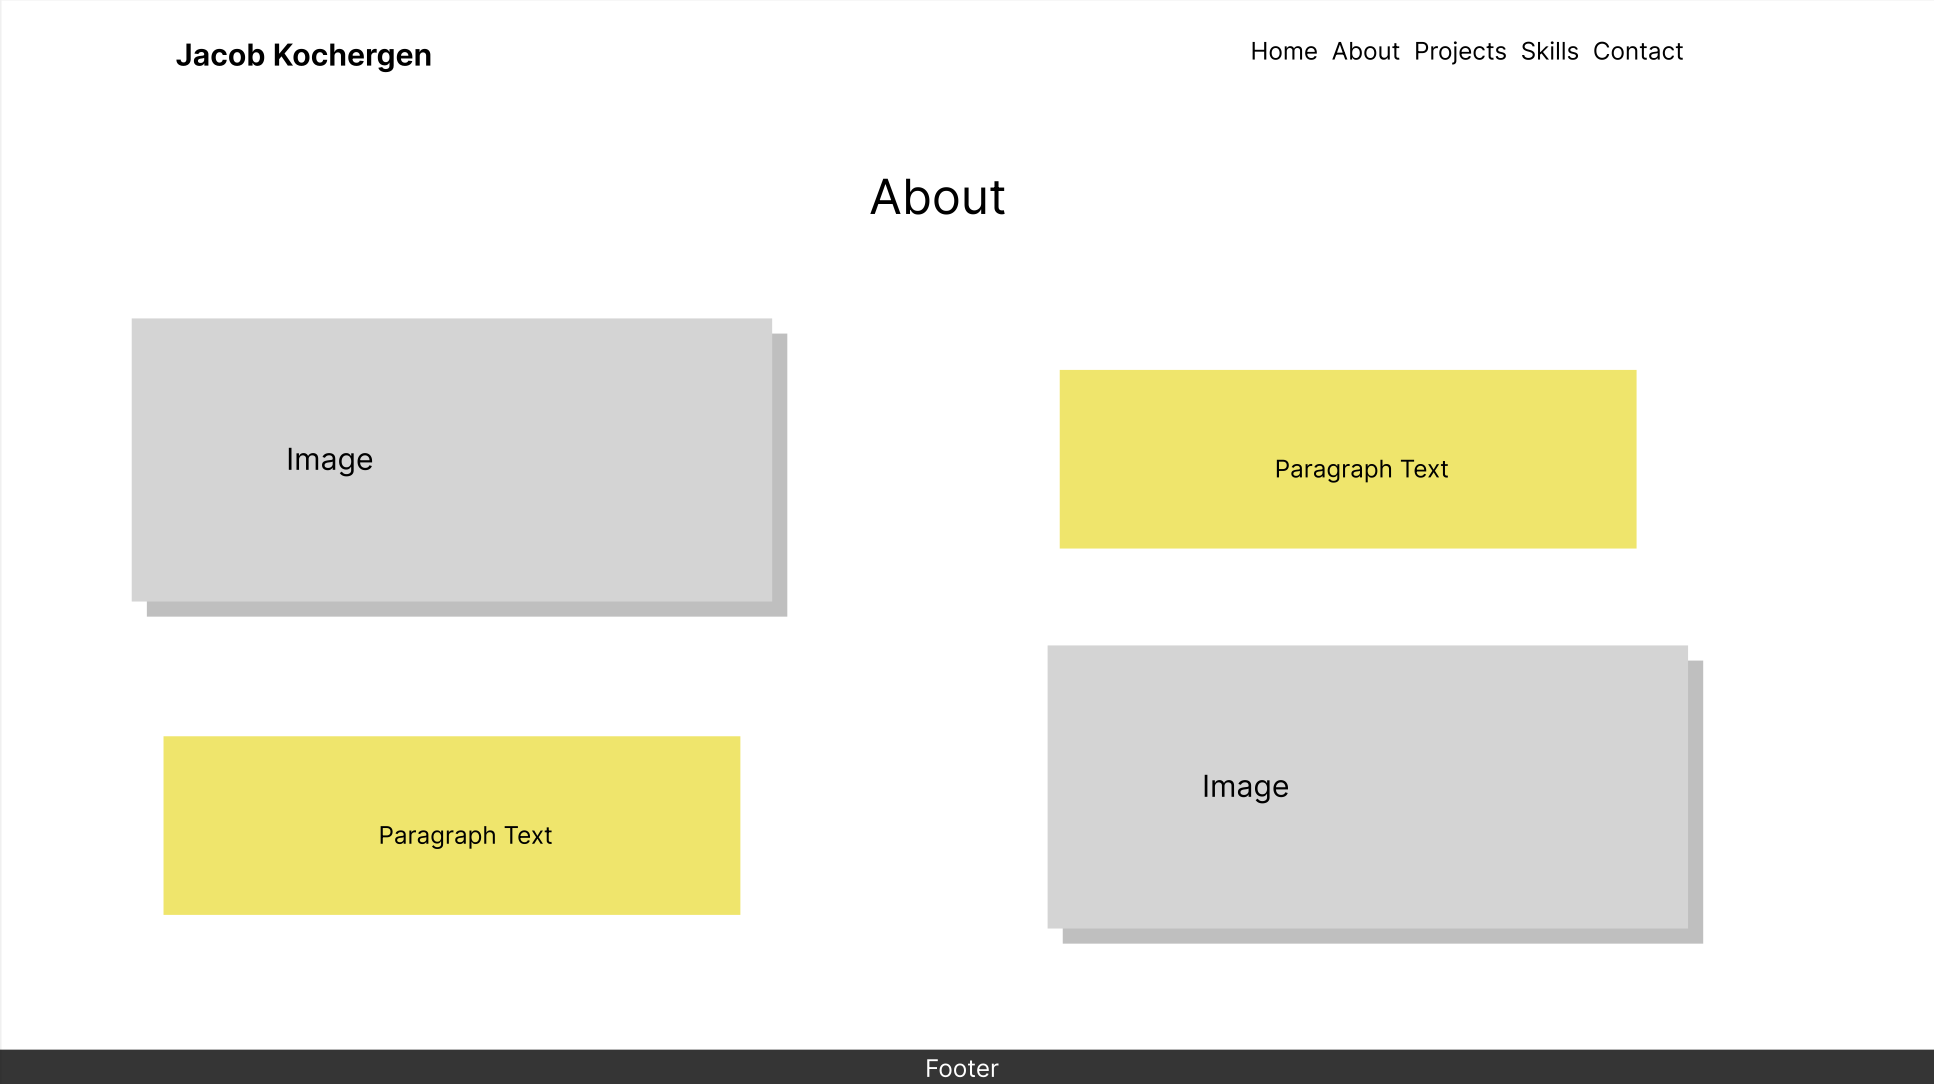 Jacob Kochergen
Home About Projects Skills Contact
About
Image
Paragraph Text
Paragraph Text
Image
Footer